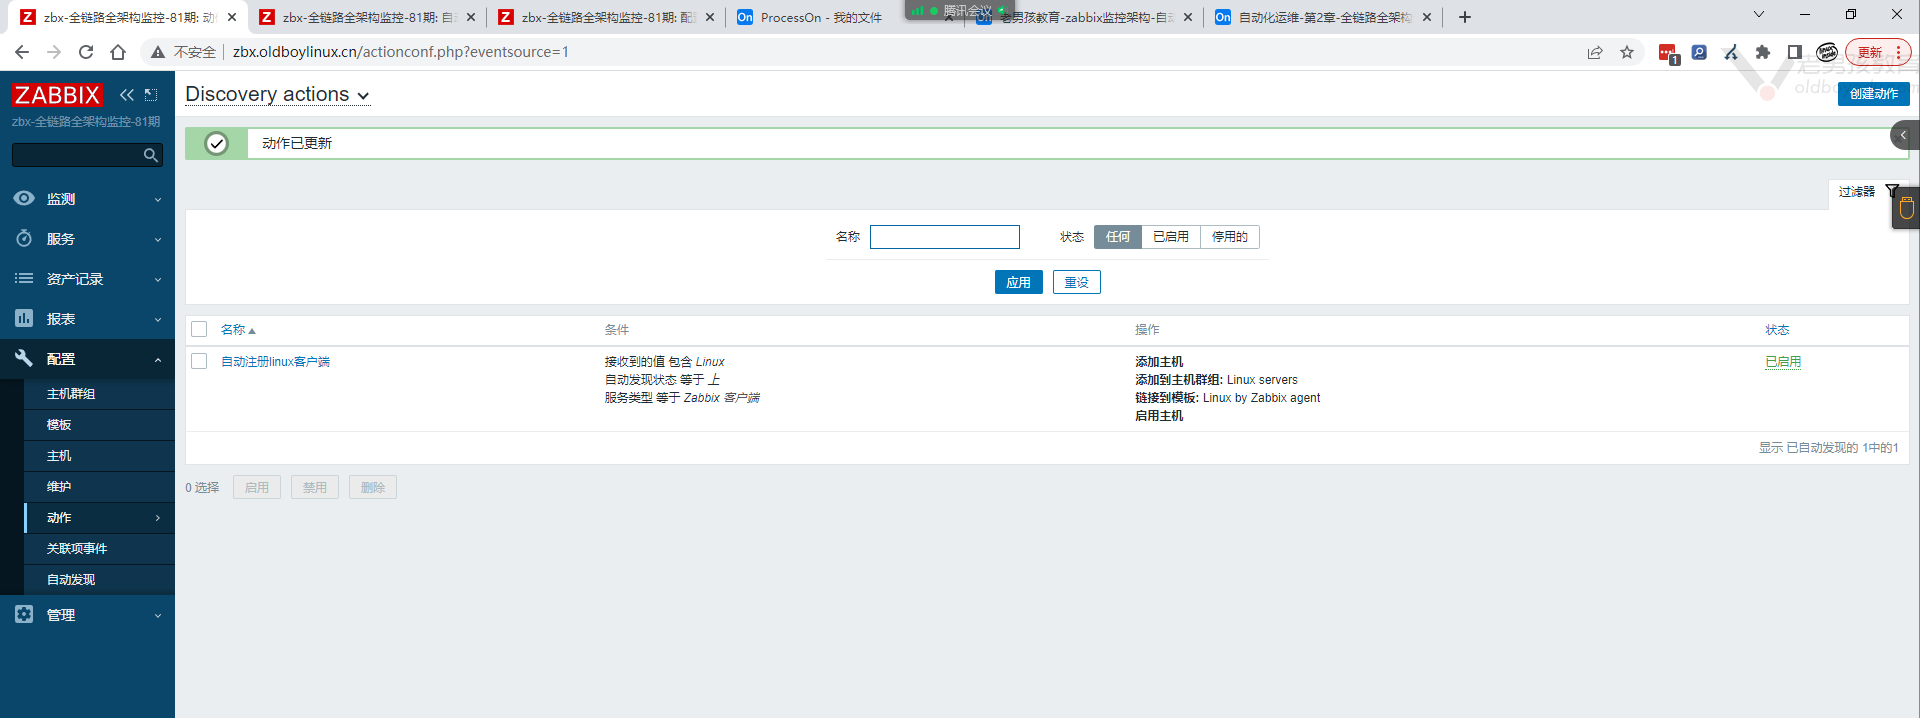 zbx-全链路全架构监控-81期: 动
zbx-全链路全架构监控-81期: 自
zbx-全链路全架构监控-81期: 配
On ProcessOn - 我的文件
腾讯会议
On 老男孩教育-zabbix监控架构-自动
On 自动化运维-第2章-全链路全架构
不安全 zbx.oldboylinux.cn/actionconf.php?eventsource=1
1
更新
ZABBIX
zbx-全链路全架构监控-81期
监测
服务
资产记录
报表
配置
主机群组
模板
主机
维护
动作
关联项事件
自动发现
管理
Discovery actions
老男孩教育
创建动作
动作已更新
过滤器
名称
状态 任何 已启用 停用的
应用 重设
名称 条件 操作 状态
自动注册linux客户端
接收到的值 包含 Linux
自动发现状态 等于 上
服务类型 等于 Zabbix 客户端
添加主机
添加到主机群组: Linux servers
链接到模板: Linux by Zabbix agent
启用主机
已启用
显示 已自动发现的 1中的1
0 选择 启用 禁用 删除